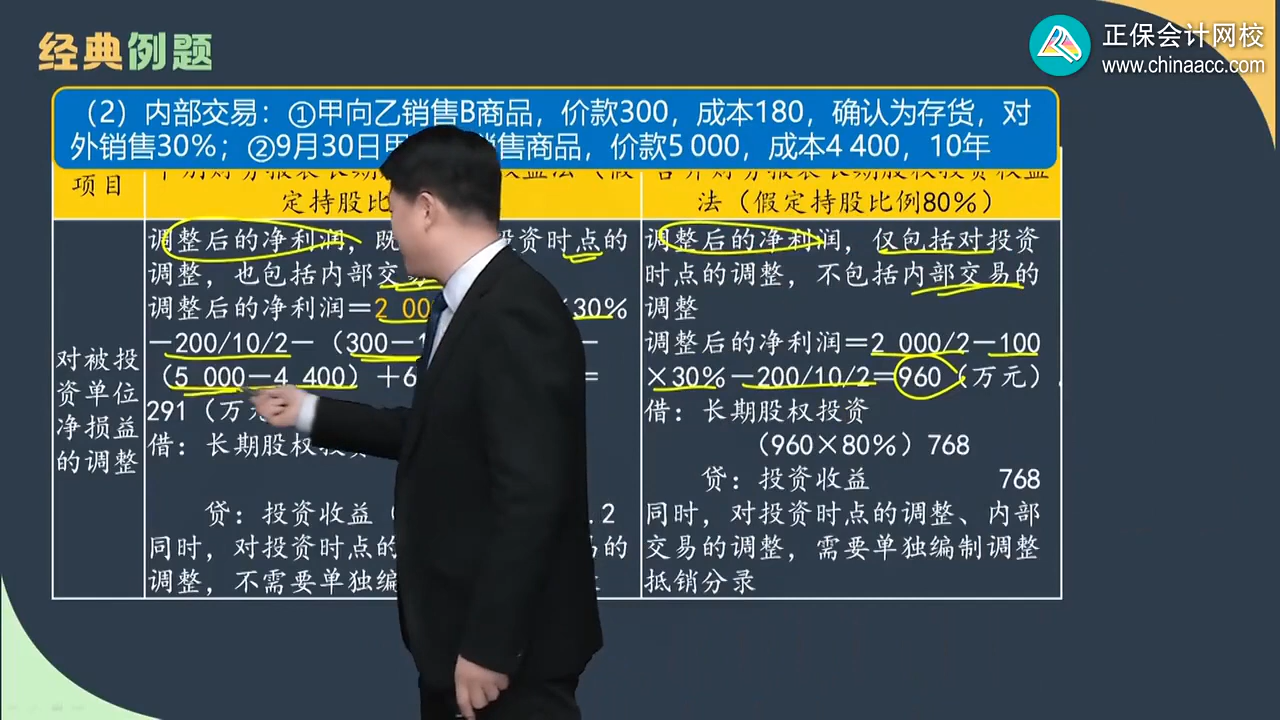 经典例题
正保会计网校
www.chinaacc.com
（2）内部交易：①甲向乙销售B商品，价款300，成本180，确认为存货，对
外销售30%；②9月30日甲 销售商品，价款5 000，成本4 400，10年
项目
定持股比
法（假定持股比例80%）
调整后的净利润，既 投资时点的
调整，也包括内部交易
调整后的净利润＝2 00 30%
－200/10/2－（300－1 －
（5 000－4 400）＋6 ＝
291（万元
借：长期股权投资
贷：投资收益（ .2
同时，对投资时点的 的
调整，不需要单独编
对被投
资单位
净损益
的调整
调整后的净利润，仅包括对投资
时点的调整，不包括内部交易的
调整
调整后的净利润＝2 000/2－100
×30%－200/10/2＝960（万元）
借：长期股权投资
（960×80%）768
贷：投资收益 768
同时，对投资时点的调整、内部
交易的调整，需要单独编制调整
抵销分录